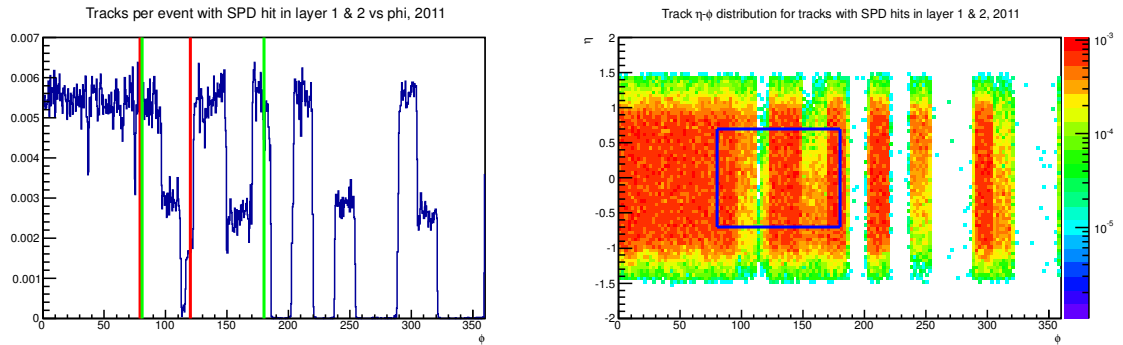 Tracks per event with SPD hit in layer 1 & 2 vs phi, 2011
0.007
0.006
0.005
0.004
0.003
0.002
0.001
0
0 50 100 150 200 250 300 350
ϕ
Track η-ϕ distribution for tracks with SPD hits in layer 1 & 2, 2011
η
2
1.5
1
0.5
0
-0.5
-1
-1.5
-2
0 50 100 150 200 250 300 350
ϕ
10-3
10-4
10-5